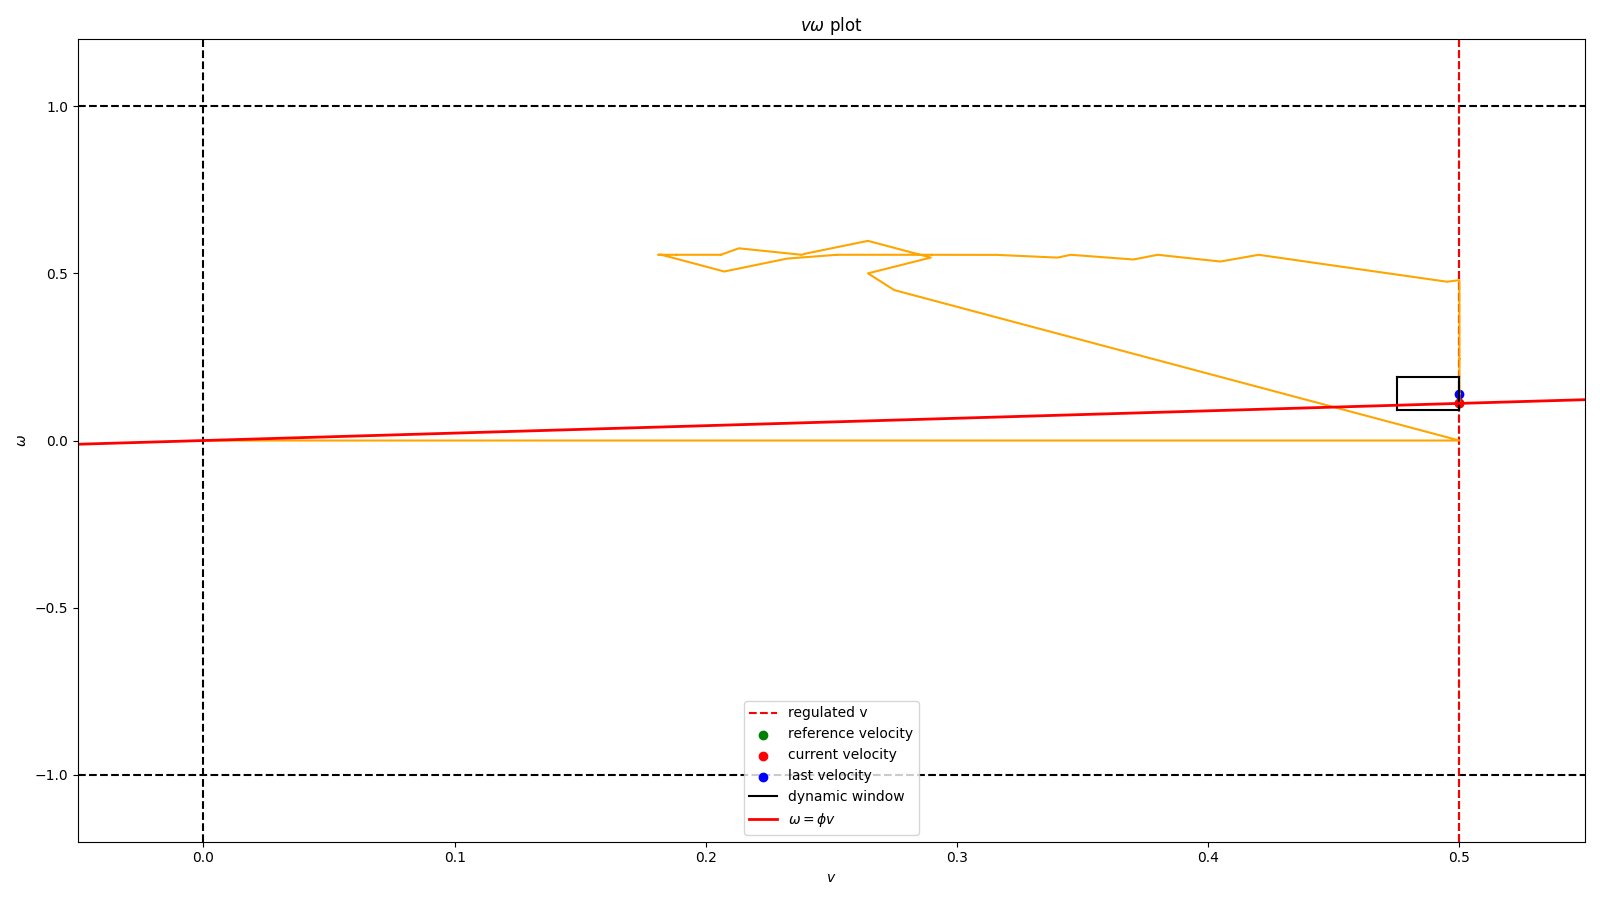 vω plot
1.0
0.5
0.0
−0.5
−1.0
ω
0.0
0.1
0.2
0.3
0.4
0.5
v
regulated v
reference velocity
current velocity
last velocity
dynamic window
ω = ϕv